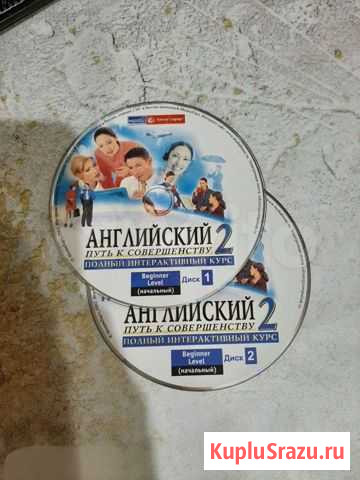 АНГЛИЙСКИЙ 2
ПУТЬ К СОВЕРШЕНСТВУ
ПОЛНЫЙ ИНТЕРАКТИВНЫЙ КУРС
Beginner
Level
(начальный)
Диск 1
АНГЛИЙСКИЙ 2
ПУТЬ К СОВЕРШЕНСТВУ
ПОЛНЫЙ ИНТЕРАКТИВНЫЙ КУРС
Beginner
Level
(начальный)
Диск 2
KupluSrazu.ru